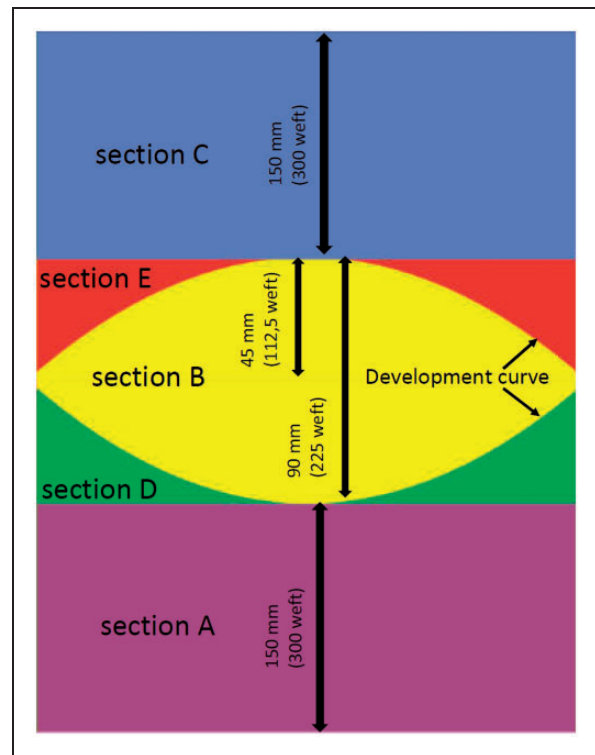 section C
150 mm
(300 weft)
section E
45 mm
(112,5 weft)
section B
Development curve
90 mm
(225 weft)
section D
section A
150 mm
(300 weft)